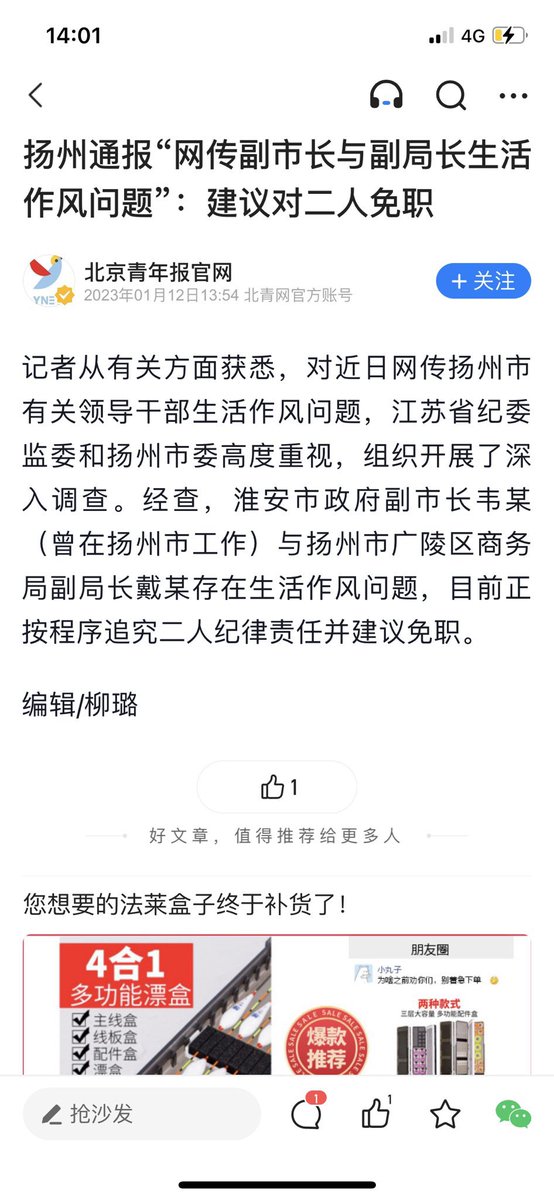 14:01
4G
扬州通报“网传副市长与副局长生活
作风问题”：建议对二人免职
北京青年报官网
YNE
2023年01月12日13:54 北青网官方账号
+ 关注
记者从有关方面获悉，对近日网传扬州市
有关领导干部生活作风问题，江苏省纪委
监委和扬州市委高度重视，组织开展了深
入调查。经查，淮安市政府副市长韦某
（曾在扬州市工作）与扬州市广陵区商务
局副局长戴某存在生活作风问题，目前正
按程序追究二人纪律责任并建议免职。
编辑/柳璐
1
好文章，值得推荐给更多人
您想要的法莱盒子终于补货了！
4合1
多功能漂盒
主线盒
线板盒
配件盒
漂盒
朋友圈
小丸子
为啥之前劝你们，别着急下单
SALE SALE SALE
爆款
推荐
两种款式
三层大容量 多功能配件盒
抢沙发
1
1